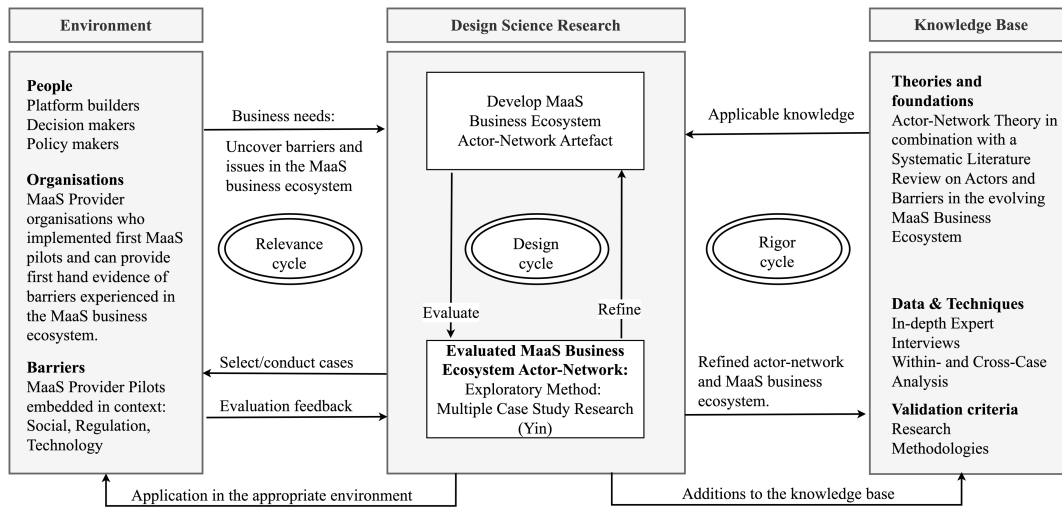 Environment
Design Science Research
Knowledge Base
People
Platform builders
Decision makers
Policy makers
Organisations
MaaS Provider
organisations who
implemented first MaaS
pilots and can provide
first hand evidence of
barriers experienced in
the MaaS business
ecosystem.
Barriers
MaaS Provider Pilots
embedded in context:
Social, Regulation,
Technology
Business needs:
Uncover barriers and
issues in the MaaS
business ecosystem
Relevance
cycle
Select/conduct cases
Evaluation feedback
Develop MaaS
Business Ecosystem
Actor-Network Artefact
Design
cycle
Evaluate
Refine
Evaluated MaaS Business
Ecosystem Actor-Network:
Exploratory Method:
Multiple Case Study Research
(Yin)
Applicable knowledge
Rigor
cycle
Refined actor-network
and MaaS business
ecosystem.
Theories and
foundations
Actor-Network Theory in
combination with a
Systematic Literature
Review on Actors and
Barriers in the evolving
MaaS Business
Ecosystem
Data & Techniques
In-depth Expert
Interviews
Within- and Cross-Case
Analysis
Validation criteria
Research
Methodologies
Application in the appropriate environment
Additions to the knowledge base